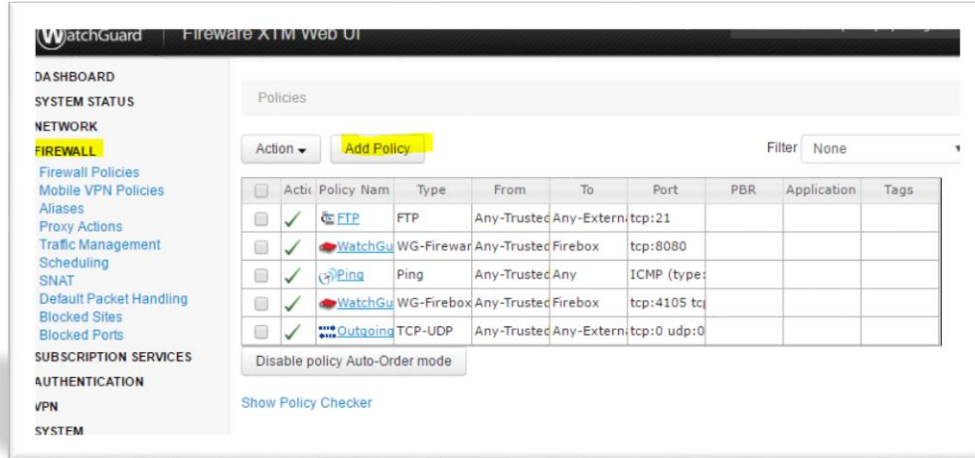 WatchGuard Fireware XTM Web UI
DASHBOARD
SYSTEM STATUS
NETWORK
FIREWALL
Firewall Policies
Mobile VPN Policies
Aliases
Proxy Actions
Traffic Management
Scheduling
SNAT
Default Packet Handling
Blocked Sites
Blocked Ports
SUBSCRIPTION SERVICES
AUTHENTICATION
VPN
SYSTEM
Policies
Action Add Policy Filter None
Actic Policy Nam Type From To Port PBR Application Tags
FTP FTP Any-Trusted Any-Extern tcp:21
WatchGu WG-Firewar Any-Trusted Firebox tcp:8080
Ping Ping Any-Trusted Any ICMP (type:
WatchGu WG-Firebox Any-Trusted Firebox tcp:4105 tcp
Outgoing TCP-UDP Any-Trusted Any-Extern tcp:0 udp:0
Disable policy Auto-Order mode
Show Policy Checker